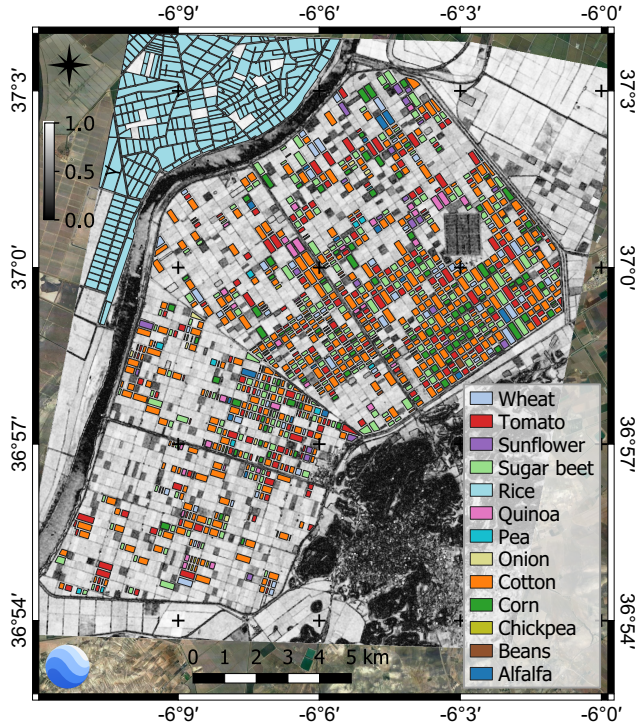 -6°9′ -6°6′ -6°3′ -6°0′
37°3′ 37°3′
1.0
0.5
0.0
37°0′ 37°0′
36°57′ 36°57′
Wheat
Tomato
Sunflower
Sugar beet
Rice
Quinoa
Pea
Onion
Cotton
Corn
Chickpea
Beans
Alfalfa
36°54′ 36°54′
0 1 2 3 4 5 km
-6°9′ -6°6′ -6°3′ -6°0′